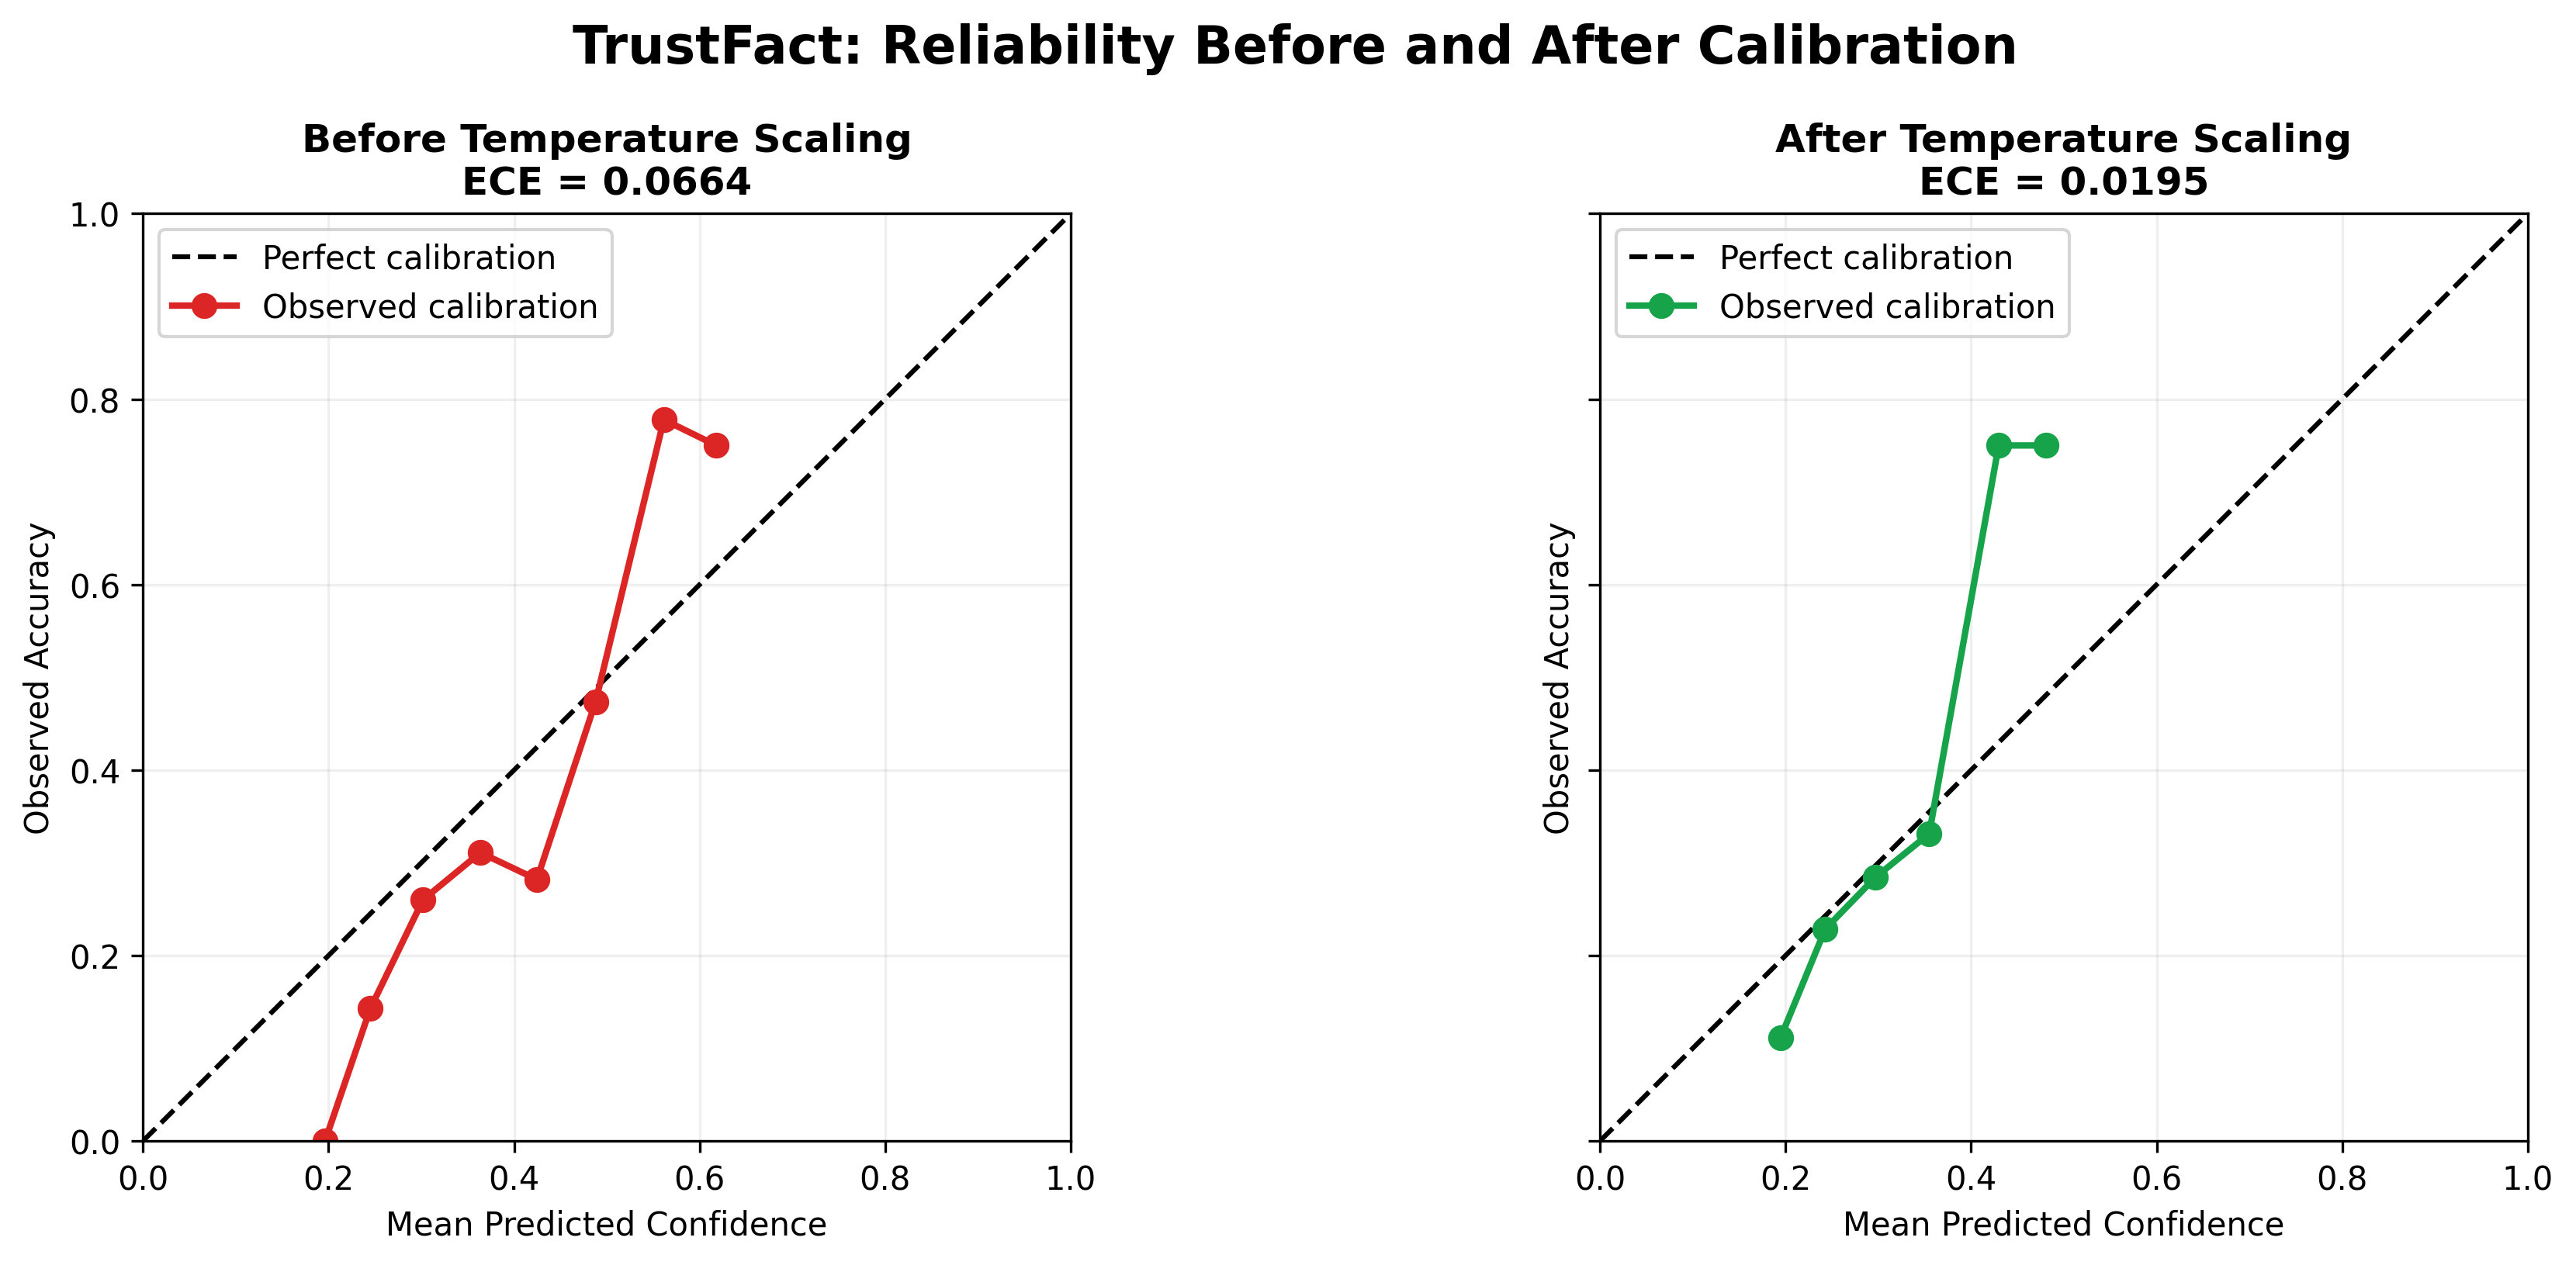 TrustFact: Reliability Before and After Calibration
Before Temperature Scaling
ECE = 0.0664
1.0
0.8
0.6
0.4
0.2
0.0
Observed Accuracy
Perfect calibration
Observed calibration
0.0 0.2 0.4 0.6 0.8 1.0
Mean Predicted Confidence
After Temperature Scaling
ECE = 0.0195
Observed Accuracy
Perfect calibration
Observed calibration
0.0 0.2 0.4 0.6 0.8 1.0
Mean Predicted Confidence